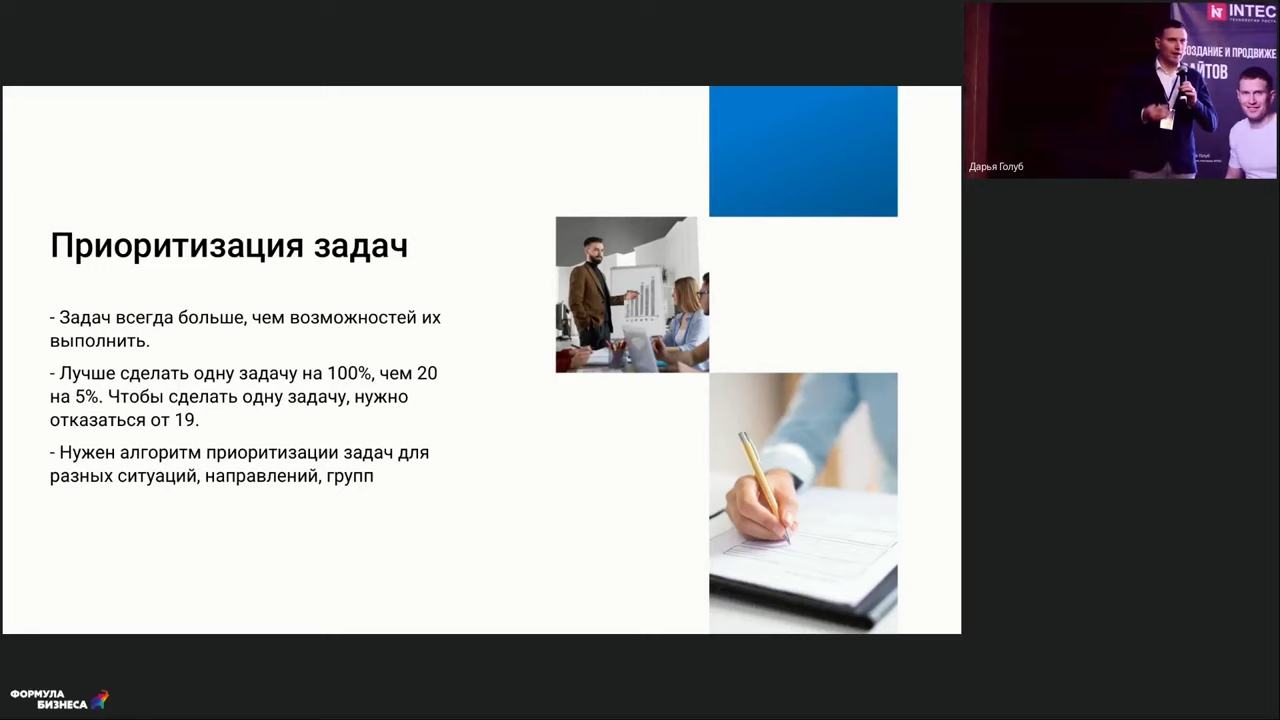 Приоритизация задач
- Задач всегда больше, чем возможностей их
выполнить.
- Лучше сделать одну задачу на 100%, чем 20
на 5%. Чтобы сделать одну задачу, нужно
отказаться от 19.
- Нужен алгоритм приоритизации задач для
разных ситуаций, направлений, групп
INTEC
ОЗДАНИЕ И ПРОДВИЖЕ
АЙТОВ
Дарья Голуб
ФОРМУЛА
БИЗНЕСА